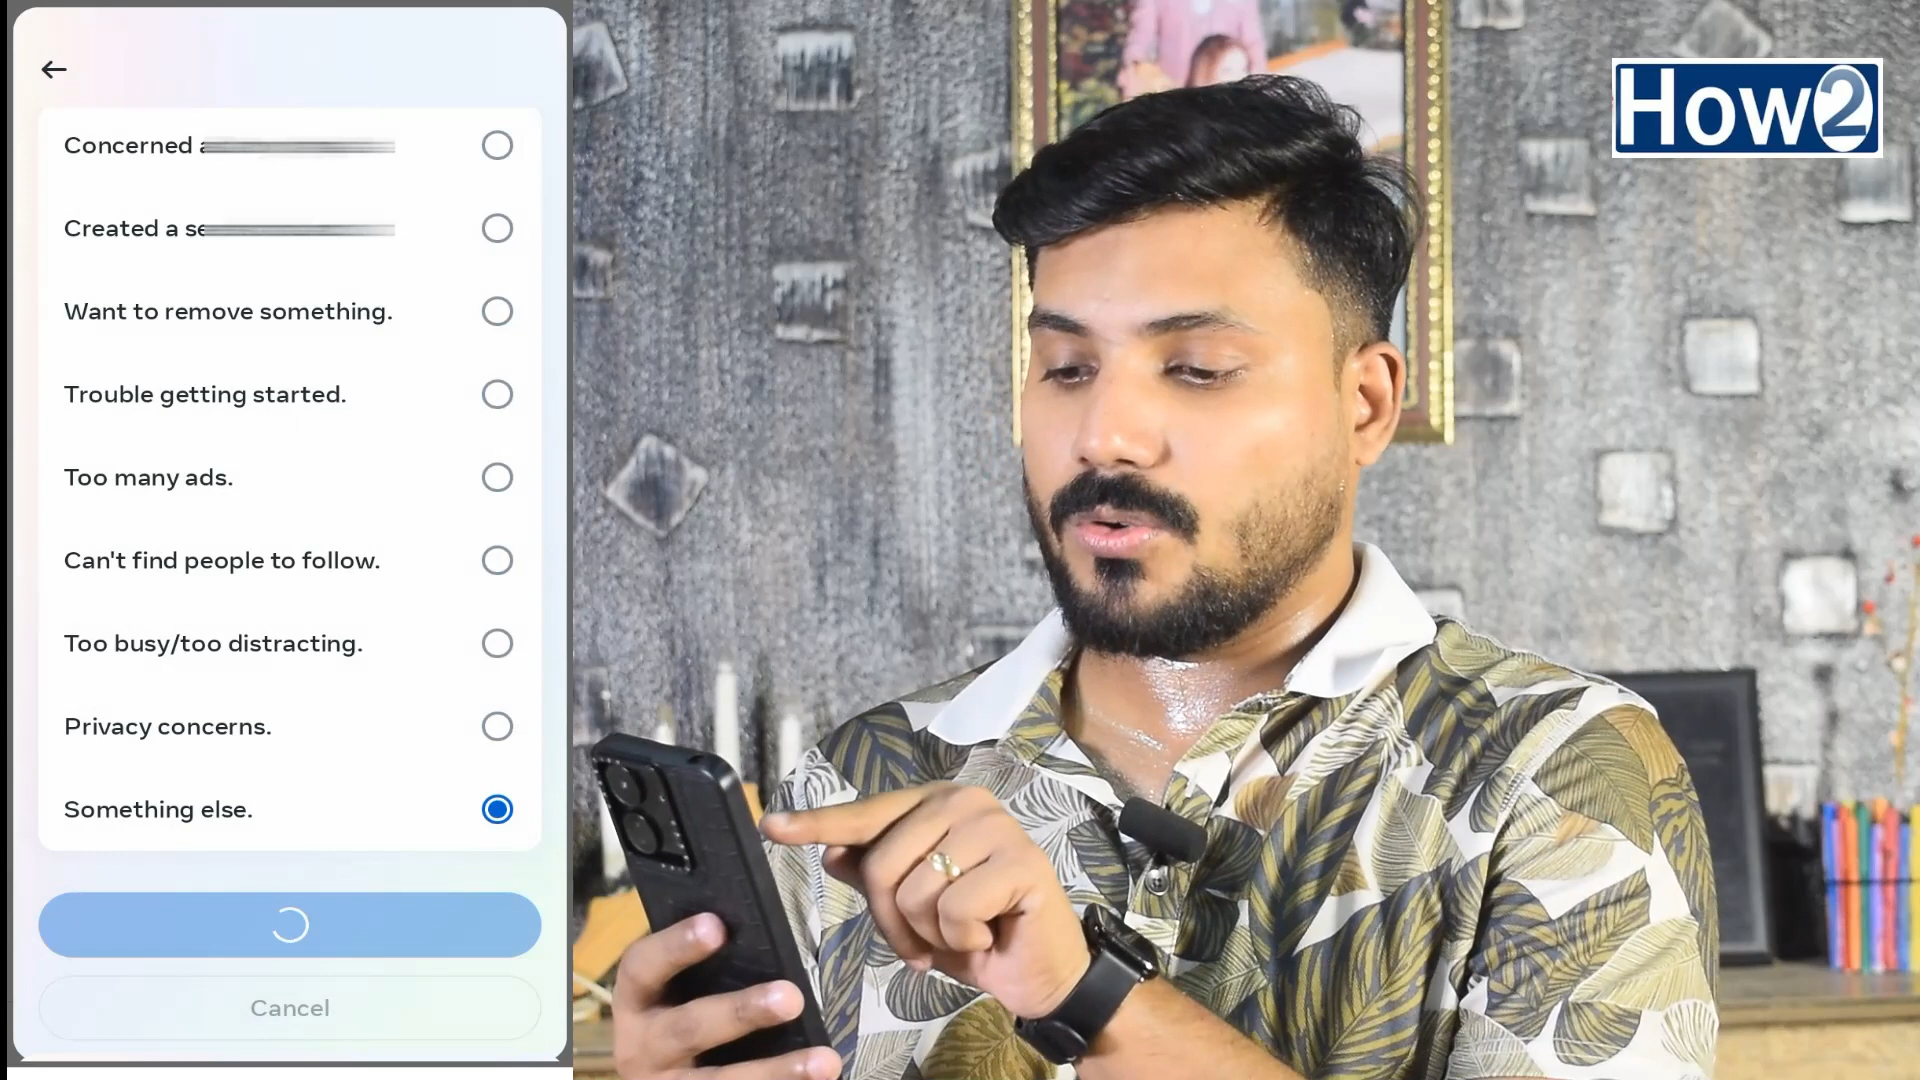 Concerned
Created a
Want to remove something.
Trouble getting started.
Too many ads.
Can't find people to follow.
Too busy/too distracting.
Privacy concerns.
Something else.
Cancel
How2